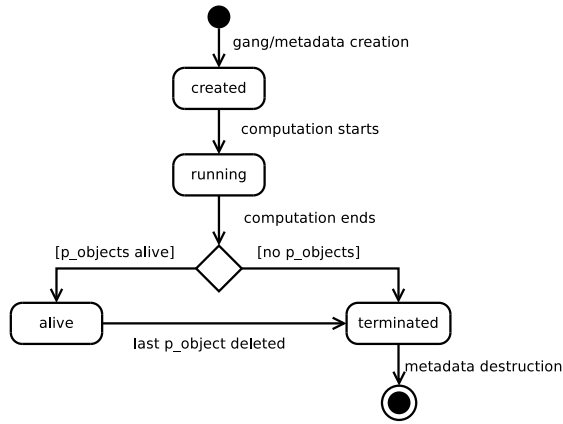 gang/metadata creation
created
computation starts
running
computation ends
[p_objects alive]
[no p_objects]
alive
terminated
last p_object deleted
metadata destruction